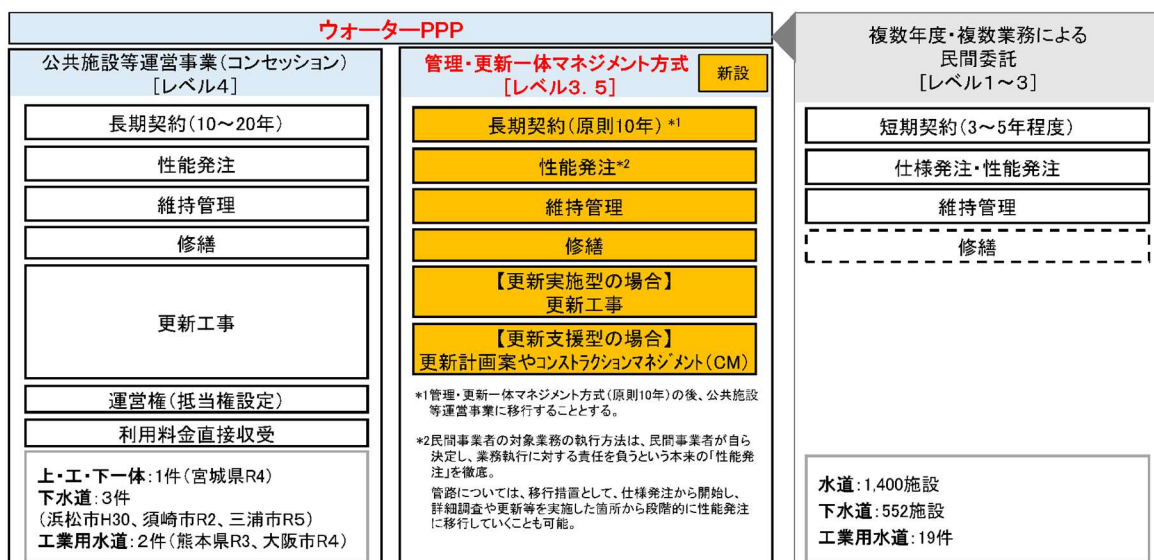 ウォーターPPP
公共施設等運営事業(コンセッション)
[レベル4]
長期契約(10~20年)
性能発注
維持管理
修繕
更新工事
運営権(抵当権設定)
利用料金直接収受
上・工・下一体:1件(宮城県R4)
下水道:3件
(浜松市H30、須崎市R2、三浦市R5)
工業用水道:2件(熊本県R3、大阪市R4)
管理・更新一体マネジメント方式
[レベル3.5]
新設
長期契約(原則10年) *1
性能発注*2
維持管理
修繕
【更新実施型の場合】
更新工事
【更新支援型の場合】
更新計画案やコンストラクションマネジメント(CM)
*1管理・更新一体マネジメント方式(原則10年)の後、公共施設
等運営事業に移行することとする。
*2民間事業者の対象業務の執行方法は、民間事業者が自ら
決定し、業務執行に対する責任を負うという本来の「性能発
注」を徹底。
管路については、移行措置として、仕様発注から開始し、
詳細調査や更新等を実施した箇所から段階的に性能発注
に移行していくことも可能。
複数年度・複数業務による
民間委託
[レベル1~3]
短期契約(3~5年程度)
仕様発注・性能発注
維持管理
修繕
水道:1,400施設
下水道:552施設
工業用水道:19件